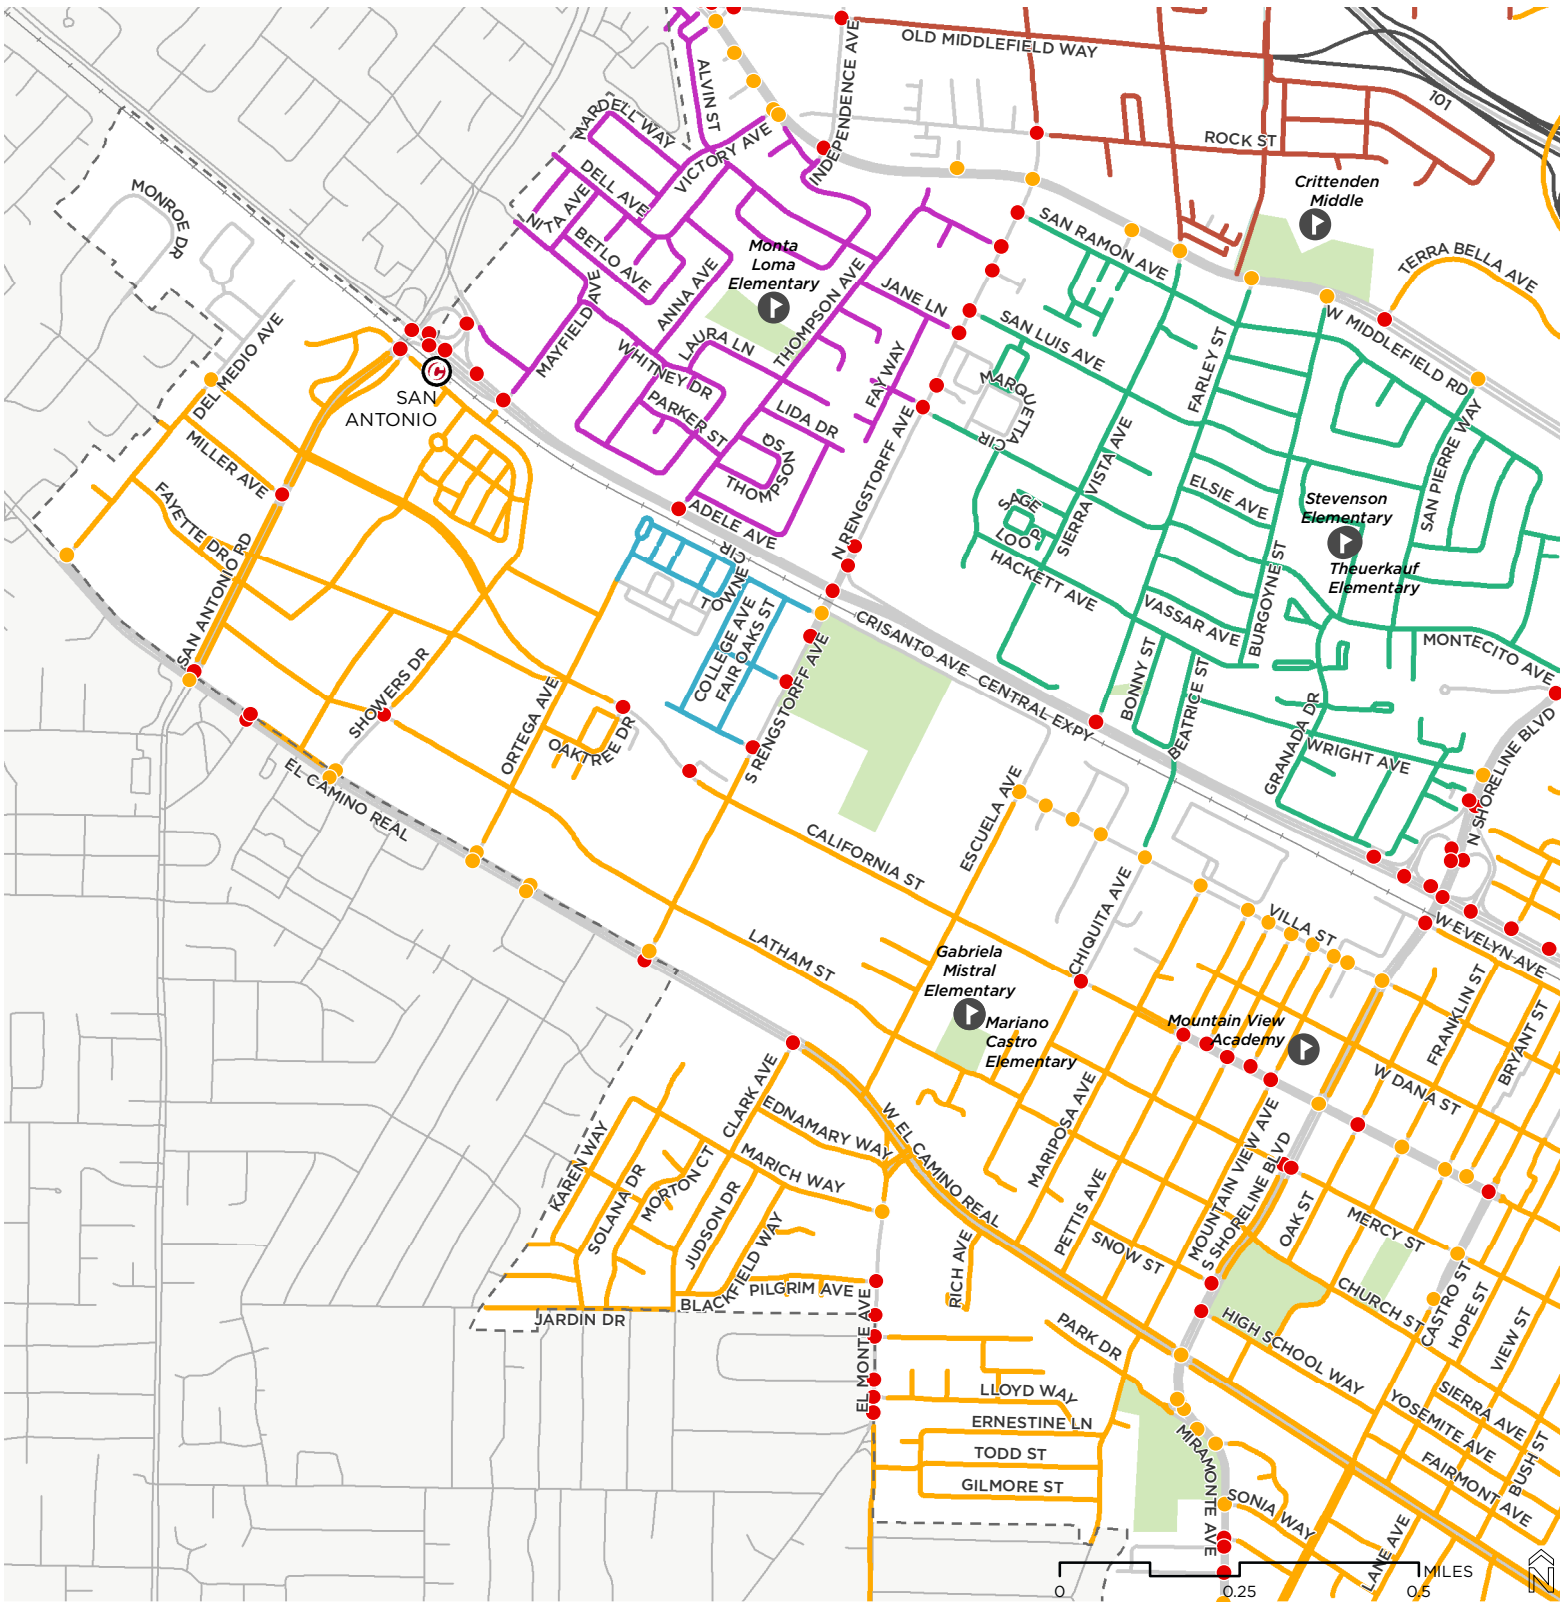 OLD MIDDLEFIELD WAY
101
ALVIN ST
INDEPENDENCE AVE
MARDELL WAY
VICTORY AVE
ROCK ST
Crittenden
Middle
MONROE DR
DELL AVE
NITA AVE
BETLO AVE
ANNA AVE
Monta
Loma
Elementary
SAN RAMON AVE
TERRA BELLA AVE
MAYFIELD AVE
THOMPSON AVE
JANE LN
SAN LUIS AVE
W MIDDLEFIELD RD
DEL MEDIO AVE
LAURA LN
WHITNEY DR
FAY WAY
FARLEY ST
SAN
ANTONIO
PARKER ST
LIDA DR
MARQUETTA CIR
THOMPSON SQ
MILLER AVE
SIERRA VISTA AVE
SAN PIERRE WAY
ELSIE AVE
Stevenson
Elementary
FAYETTE DR
ADELE AVE
N RENGSTORFF AVE
SAGE LOOP
Theuerkauf
Elementary
SAN ANTONIO RD
TOWNE CIR
HACKETT AVE
VASSAR AVE
BURGOYNE ST
COLLEGE AVE
FAIR OAKS ST
CRISANTO AVE
CENTRAL EXPY
MONTECITO AVE
SHOWERS DR
ORTEGA AVE
OAKTREE DR
S RENGSTORFF AVE
BONNY ST
BEATRICE ST
GRANADA DR
WRIGHT AVE
N SHORELINE BLVD
EL CAMINO REAL
CALIFORNIA ST
ESCUELA AVE
CHIQUITA AVE
VILLA ST
W EVELYN AVE
LATHAM ST
Gabriela
Mistral
Elementary
Mariano
Castro
Elementary
Mountain View
Academy
FRANKLIN ST
BRYANT ST
W DANA ST
CLARK AVE
EDNAMARY WAY
W EL CAMINO REAL
MARIPOSA AVE
KAREN WAY
SOLANA DR
MORTON CT
MARICH WAY
JUDSON DR
BLACKFIELD WAY
PETTIS AVE
MOUNTAIN VIEW AVE
S SHORELINE BLVD
OAK ST
MERCY ST
SNOW ST
RICH AVE
PILGRIM AVE
JARDIN DR
EL MONTE AVE
PARK DR
CHURCH ST
CASTRO ST
HOPE ST
VIEW ST
HIGH SCHOOL WAY
LLOYD WAY
ERNESTINE LN
TODD ST
GILMORE ST
SIERRA AVE
YOSEMITE AVE
FAIRMONT AVE
BUSH ST
MIRAMONTE AVE
SONIA WAY
LANE AVE
0
0.25
0.5
MILES
N